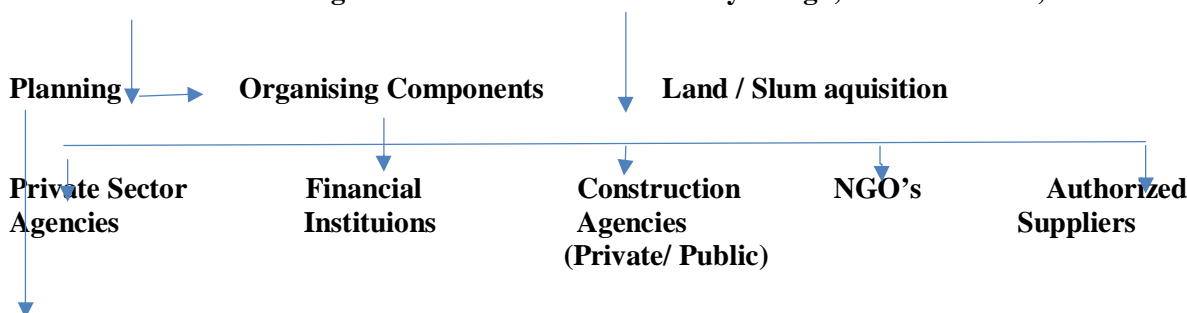 Planning Organising Components Land / Slum aquisition
Private Sector Financial Construction NGO’s Authorized
Agencies Instituions Agencies Suppliers
(Private/ Public)